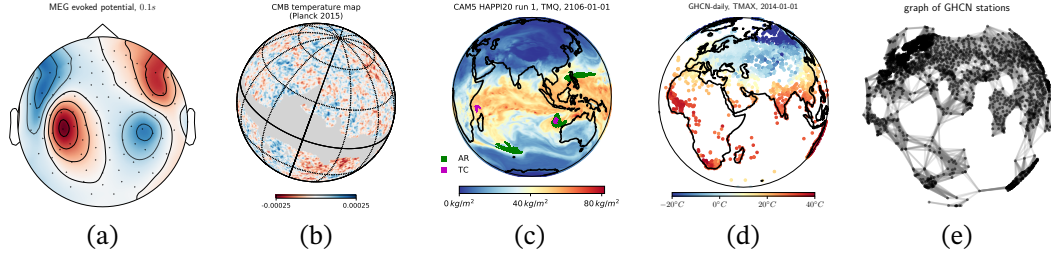 MEG evoked potential, 0.1s
(a)
CMB temperature map
(Planck 2015)
-0.00025 0.00025
(b)
CAM5 HAPPI20 run 1, TMQ, 2106-01-01
AR
TC
0 kg/m² 40 kg/m² 80 kg/m²
(c)
GHCN-daily, TMAX, 2014-01-01
−20°C 0°C 20°C 40°C
(d)
graph of GHCN stations
(e)